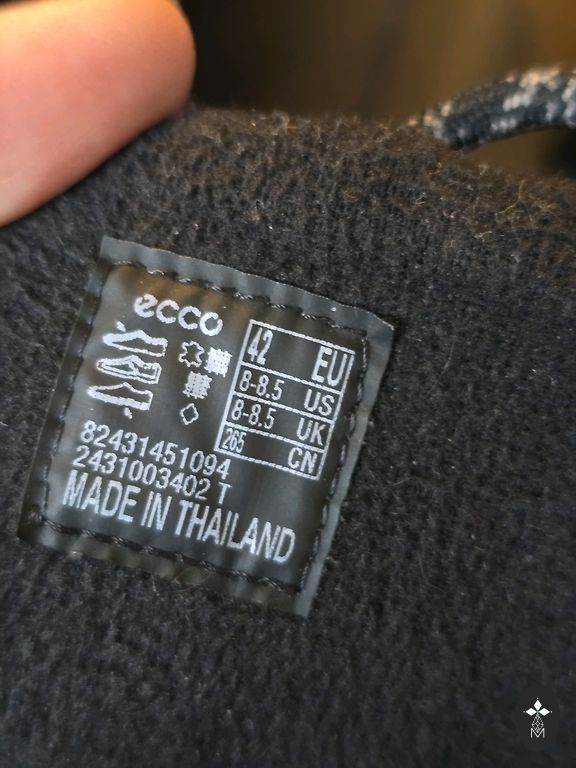 ecco
42 EU
8-8.5 US
8-8.5 UK
265 CN
82431451094
2431003402 T
MADE IN THAILAND
M